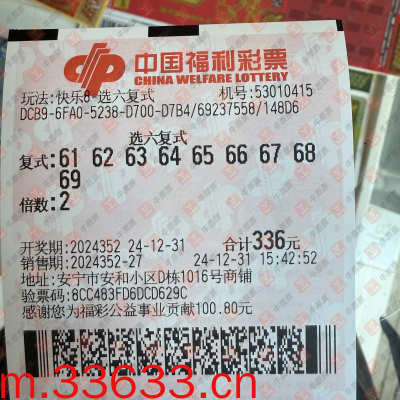 中国福利彩票
CHINA WELFARE LOTTERY
玩法:快乐8-选六复式 机号:53010415
DCB9-6FA0-5238-D700-D7B4/69237558/148D6
选六复式
复式:61 62 63 64 65 66 67 68
69
倍数:2
开奖期:2024352 24-12-31 合计336元
销售期:2024352-27 24-12-31 15:42:52
地址:安宁市安和小区D栋1016号商铺
验票码:8CC483FD6DCD629C
感谢您为福彩公益事业贡献100.80元
m.33633.cn